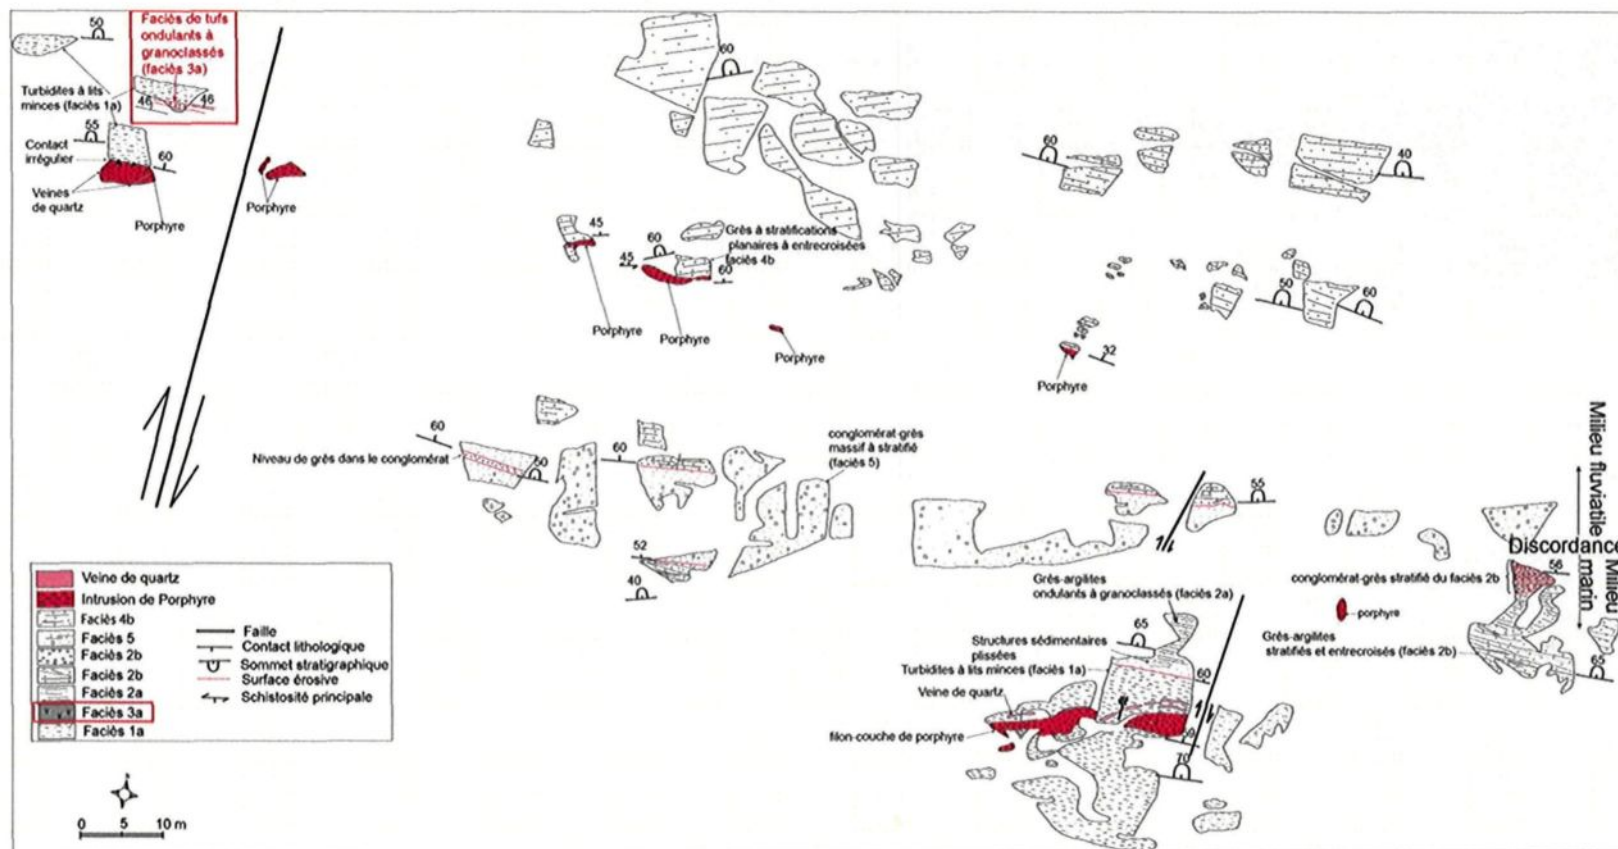 50
Faciès de tufs
ondulants à
granoclassés
(faciès 3a)
Turbidites à lits
minces (faciès 1a)
46
46
55
Contact
irrégulier
60
Veines
de quartz
Porphyre
Porphyre
60
60
40
45
60
Grès à stratifications
planaires à entrecroisées
faciès 4b
45
60
Porphyre
Porphyre
Porphyre
50
60
32
Porphyre
60
Niveau de grès dans le conglomérat
50
60
conglomérat-grès
massif à stratifié
(faciès 5)
52
40
55
Milieu fluviatile
Milieu marin
Discordance
56
conglomérat-grès stratifié du faciès 2b
porphyre
Grès-argilites
stratifiés et entrecroisés (faciès 2b)
Grès-argilites
ondulants à granoclassés (faciès 2a)
65
Structures sédimentaires
plissées
Turbidites à lits minces (faciès 1a)
60
Veine de quartz
filon-couche de porphyre
70
Veine de quartz
Intrusion de Porphyre
Faciès 4b
Faciès 5
Faciès 2b
Faciès 2b
Faciès 2a
Faciès 3a
Faciès 1a
Faille
Contact lithologique
Sommet stratigraphique
Surface érosive
Schistosité principale
N
0 5 10 m